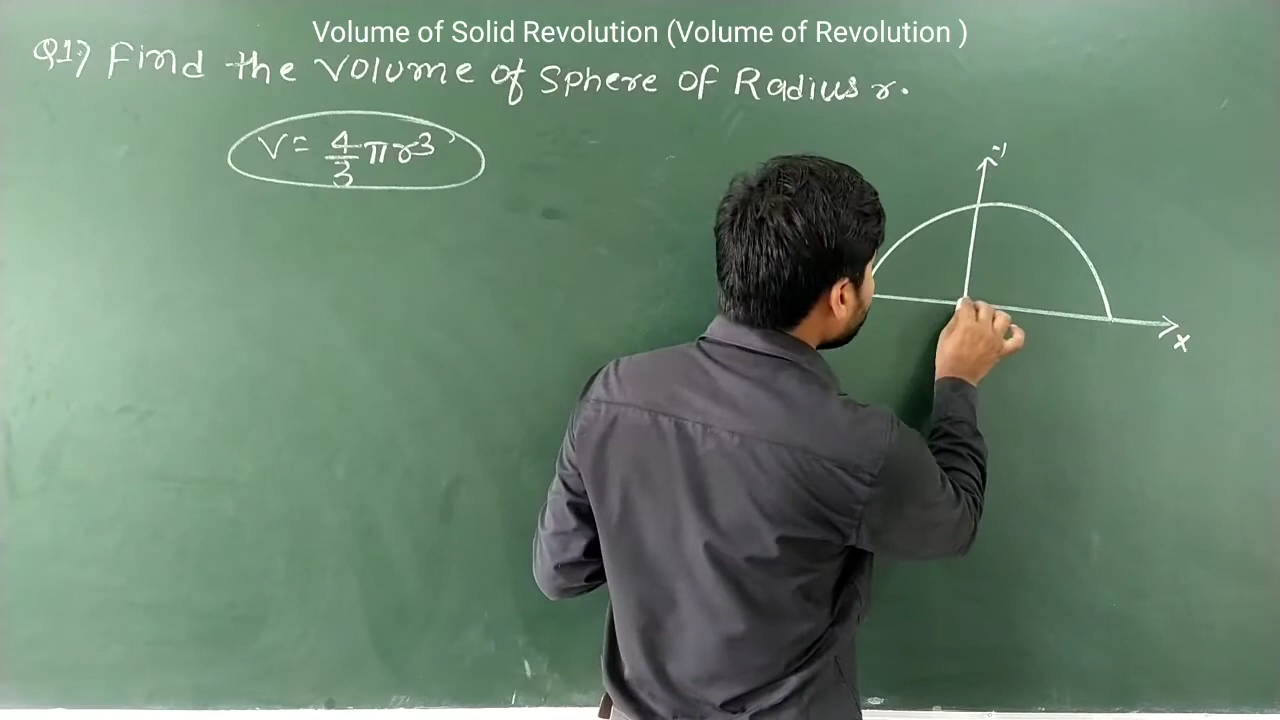 Volume of Solid Revolution (Volume of Revolution )
Q1) Find the Volume of Sphere of Radius r.
V = 4/3 πr³
y
x